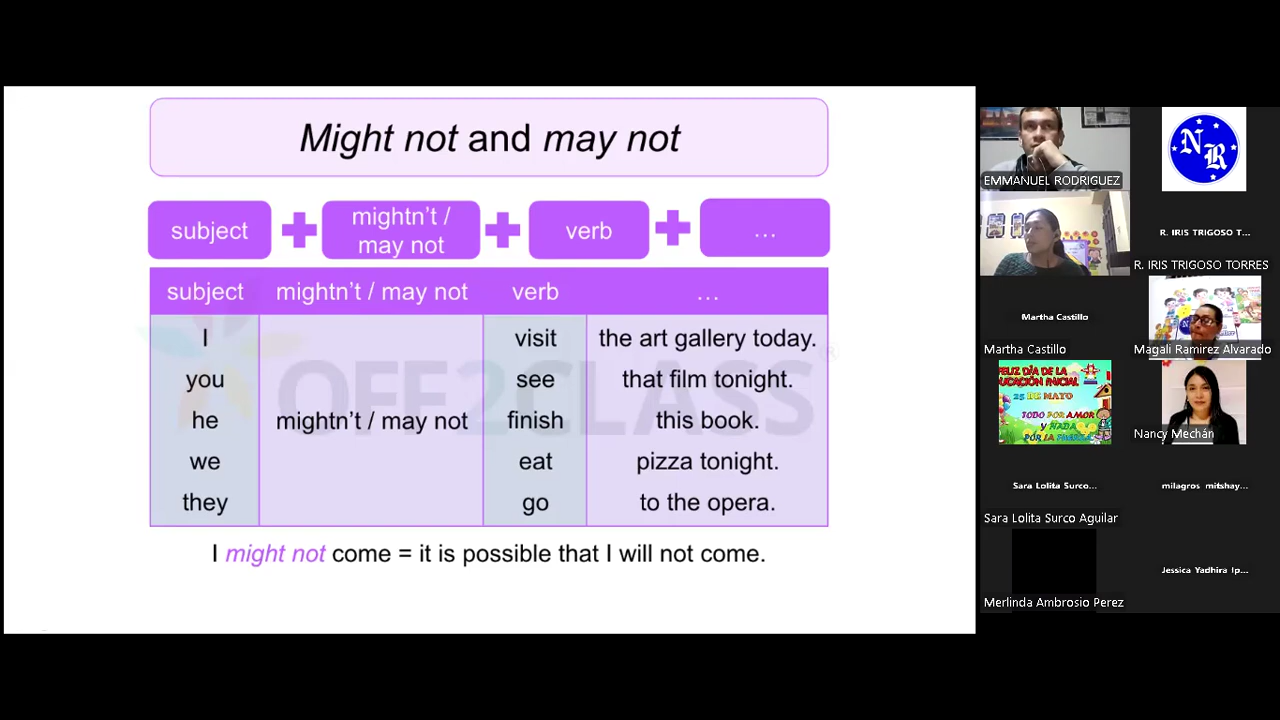 Might not and may not
subject
mightn't /
may not
verb
…
subject mightn't / may not verb …
I visit the art gallery today.
you see that film tonight.
he mightn't / may not finish this book.
we eat pizza tonight.
they go to the opera.
OFF2CLASS
I might not come = it is possible that I will not come.
EMMANUEL RODRIGUEZ
N
R
R. IRIS TRIGOSO T...
R. IRIS TRIGOSO TORRES
Martha Castillo
Martha Castillo
Magali Ramirez Alvarado
FELIZ DÍA DE LA
EDUCACIÓN INICIAL
25 DE MAYO
TODO POR AMOR
Y NADA
POR LA FUERZA
Nancy Mechán
Sara Lolita Surco...
Sara Lolita Surco Aguilar
milagros mitshay...
Merlinda Ambrosio Perez
Jessica Yadhira Ip...